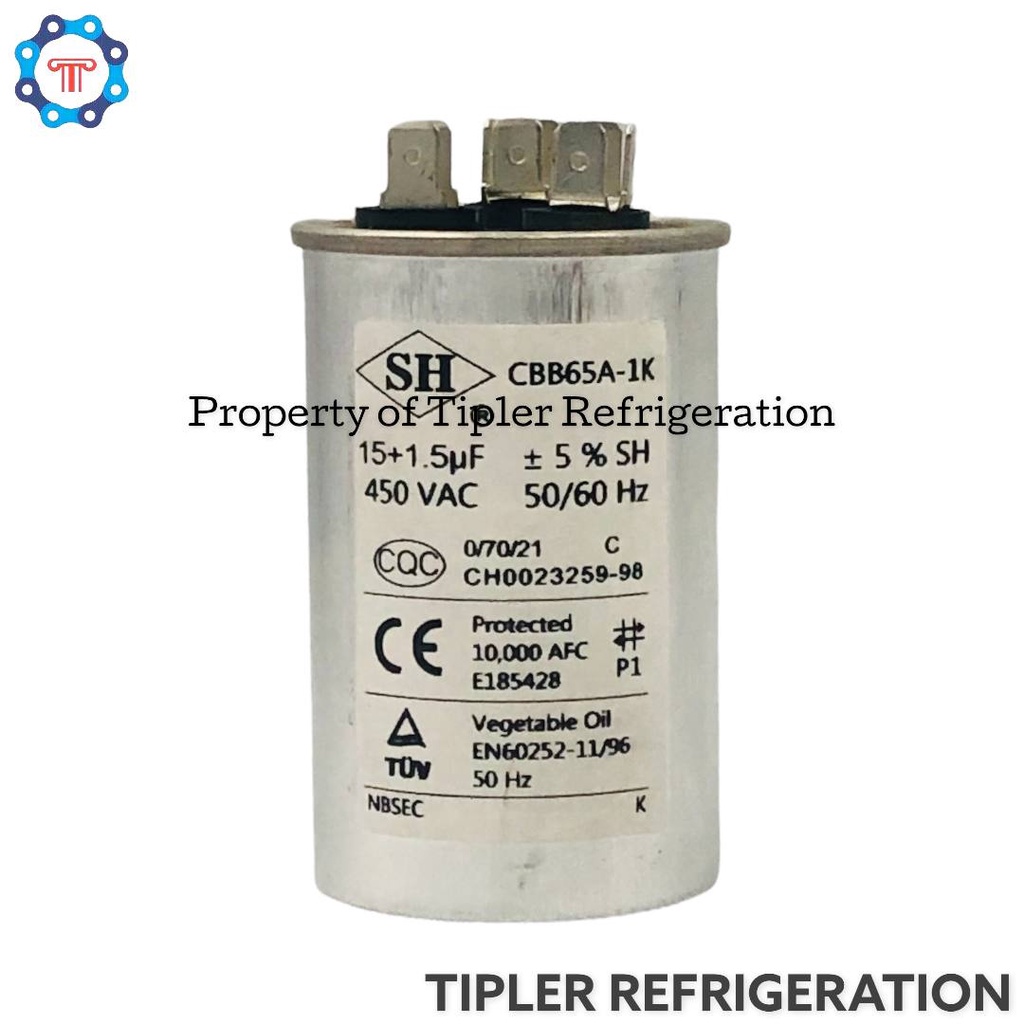 TT
SH
CBB65A-1K
Property of Tipler Refrigeration
®
15+1.5μF ± 5 % SH
450 VAC 50/60 Hz
CQC
0/70/21 C
CH0023259-98
CE
Protected
10,000 AFC
E185428
P1
TÜV
Vegetable Oil
EN60252-11/96
50 Hz
NBSEC K
TIPLER REFRIGERATION